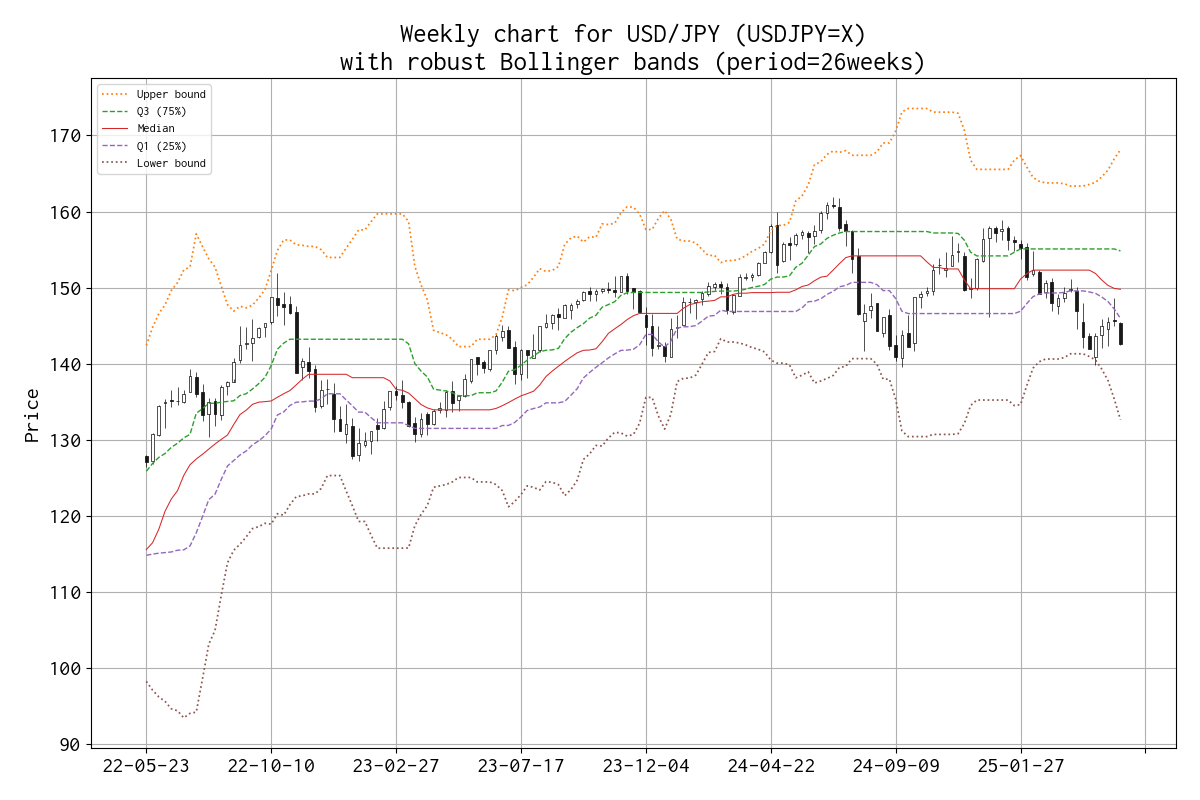 Weekly chart for USD/JPY (USDJPY=X)
with robust Bollinger bands (period=26weeks)
Upper bound
Q3 (75%)
Median
Q1 (25%)
Lower bound
Price
170
160
150
140
130
120
110
100
90
22-05-23
22-10-10
23-02-27
23-07-17
23-12-04
24-04-22
24-09-09
25-01-27